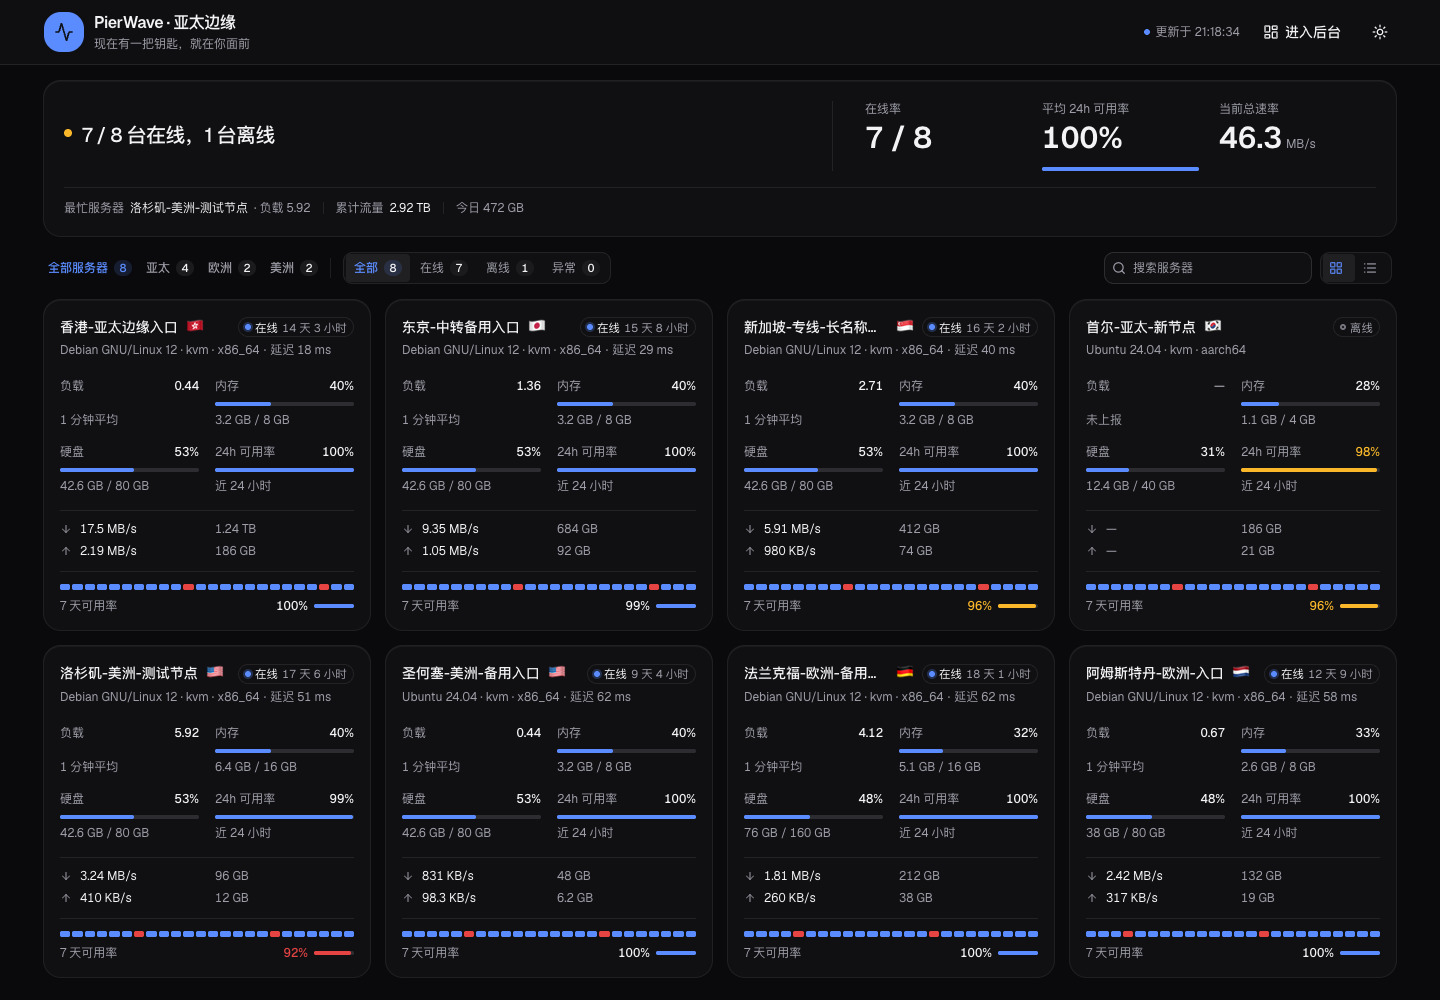 PierWave · 亚太边缘
现在有一把钥匙，就在你面前
更新于 21:18:34
进入后台
7 / 8 台在线，1 台离线
在线率
7 / 8
平均 24h 可用率
100%
当前总速率
46.3 MB/s
最忙服务器 洛杉矶-美洲-测试节点 · 负载 5.92
累计流量 2.92 TB
今日 472 GB
全部服务器 8 亚太 4 欧洲 2 美洲 2
全部 8 在线 7 离线 1 异常 0
搜索服务器
香港-亚太边缘入口
在线 14 天 3 小时
Debian GNU/Linux 12 · kvm · x86_64 · 延迟 18 ms
负载 0.44 内存 40%
1 分钟平均 3.2 GB / 8 GB
硬盘 53% 24h 可用率 100%
42.6 GB / 80 GB 近 24 小时
↓ 17.5 MB/s 1.24 TB
↑ 2.19 MB/s 186 GB
7 天可用率 100%
东京-中转备用入口
在线 15 天 8 小时
Debian GNU/Linux 12 · kvm · x86_64 · 延迟 29 ms
负载 1.36 内存 40%
1 分钟平均 3.2 GB / 8 GB
硬盘 53% 24h 可用率 100%
42.6 GB / 80 GB 近 24 小时
↓ 9.35 MB/s 684 GB
↑ 1.05 MB/s 92 GB
7 天可用率 99%
新加坡-专线-长名称...
在线 16 天 2 小时
Debian GNU/Linux 12 · kvm · x86_64 · 延迟 40 ms
负载 2.71 内存 40%
1 分钟平均 3.2 GB / 8 GB
硬盘 53% 24h 可用率 100%
42.6 GB / 80 GB 近 24 小时
↓ 5.91 MB/s 412 GB
↑ 980 KB/s 74 GB
7 天可用率 96%
首尔-亚太-新节点
离线
Ubuntu 24.04 · kvm · aarch64
负载 — 内存 28%
未上报 1.1 GB / 4 GB
硬盘 31% 24h 可用率 98%
12.4 GB / 40 GB 近 24 小时
↓ — 186 GB
↑ — 21 GB
7 天可用率 96%
洛杉矶-美洲-测试节点
在线 17 天 6 小时
Debian GNU/Linux 12 · kvm · x86_64 · 延迟 51 ms
负载 5.92 内存 40%
1 分钟平均 6.4 GB / 16 GB
硬盘 53% 24h 可用率 99%
42.6 GB / 80 GB 近 24 小时
↓ 3.24 MB/s 96 GB
↑ 410 KB/s 12 GB
7 天可用率 92%
圣何塞-美洲-备用入口
在线 9 天 4 小时
Ubuntu 24.04 · kvm · x86_64 · 延迟 62 ms
负载 0.44 内存 40%
1 分钟平均 3.2 GB / 8 GB
硬盘 53% 24h 可用率 100%
42.6 GB / 80 GB 近 24 小时
↓ 831 KB/s 48 GB
↑ 98.3 KB/s 6.2 GB
7 天可用率 100%
法兰克福-欧洲-备用...
在线 18 天 1 小时
Debian GNU/Linux 12 · kvm · x86_64 · 延迟 62 ms
负载 4.12 内存 32%
1 分钟平均 5.1 GB / 16 GB
硬盘 48% 24h 可用率 100%
76 GB / 160 GB 近 24 小时
↓ 1.81 MB/s 212 GB
↑ 260 KB/s 38 GB
7 天可用率 100%
阿姆斯特丹-欧洲-入口
在线 12 天 9 小时
Debian GNU/Linux 12 · kvm · x86_64 · 延迟 58 ms
负载 0.67 内存 33%
1 分钟平均 2.6 GB / 8 GB
硬盘 48% 24h 可用率 100%
38 GB / 80 GB 近 24 小时
↓ 2.42 MB/s 132 GB
↑ 317 KB/s 19 GB
7 天可用率 100%